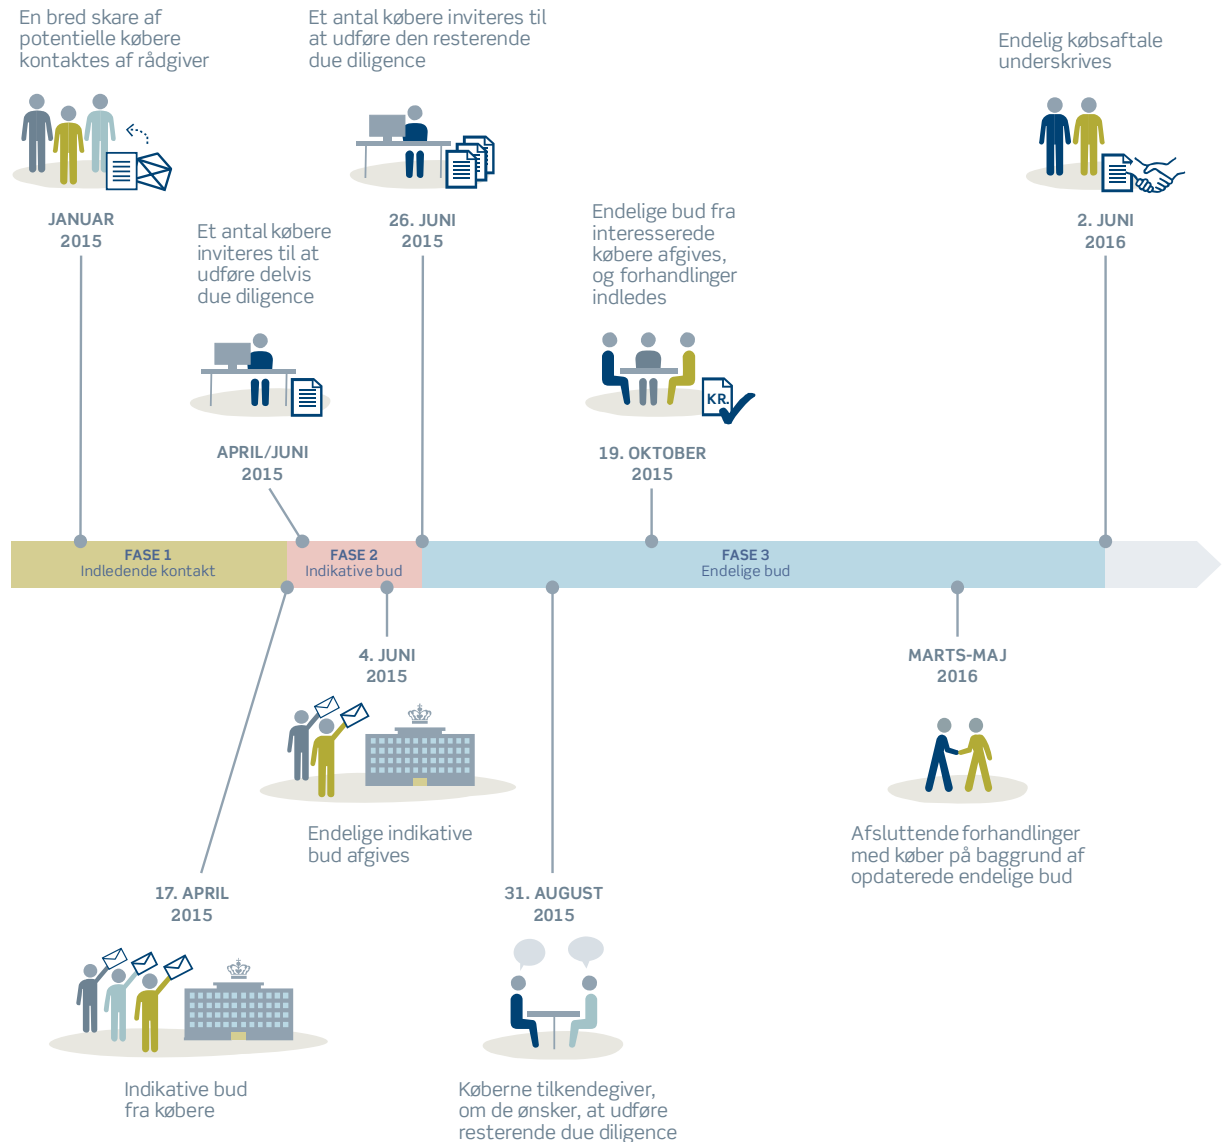 En bred skare af
potentielle købere
kontaktes af rådgiver
JANUAR
2015
Et antal købere
inviteres til at
udføre delvis
due diligence
APRIL/JUNI
2015
Et antal købere inviteres til
at udføre den resterende
due diligence
26. JUNI
2015
Endelige bud fra
interesserede
købere afgives,
og forhandlinger
indledes
KR.
19. OKTOBER
2015
Endelig købsaftale
underskrives
2. JUNI
2016
FASE 1
Indledende kontakt
FASE 2
Indikative bud
FASE 3
Endelige bud
17. APRIL
2015
Indikative bud
fra købere
4. JUNI
2015
Endelige indikative
bud afgives
31. AUGUST
2015
Køberne tilkendegiver,
om de ønsker, at udføre
resterende due diligence
MARTS-MAJ
2016
Afsluttende forhandlinger
med køber på baggrund af
opdaterede endelige bud